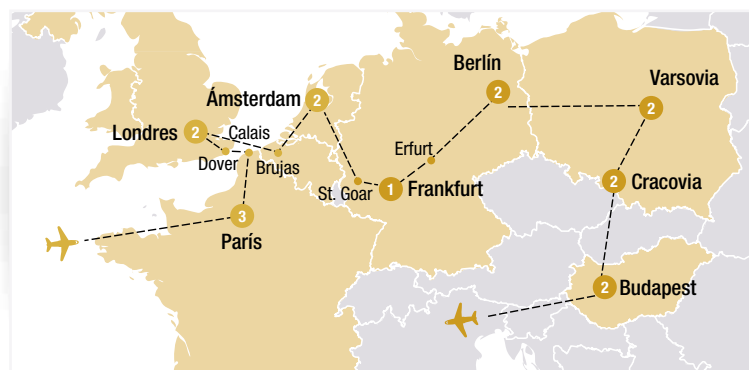 Berlín
2
Varsovia
2
Ámsterdam
2
Londres
2
Calais
Dover
Brujas
Erfurt
St. Goar
1
Frankfurt
2
Cracovia
3
París
2
Budapest